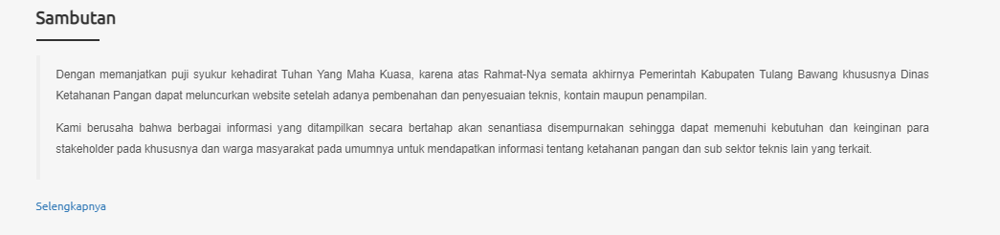 Sambutan
Dengan memanjatkan puji syukur kehadirat Tuhan Yang Maha Kuasa, karena atas Rahmat-Nya semata akhirnya Pemerintah Kabupaten Tulang Bawang khususnya Dinas
Ketahanan Pangan dapat meluncurkan website setelah adanya pembenahan dan penyesuaian teknis, kontain maupun penampilan.
Kami berusaha bahwa berbagai informasi yang ditampilkan secara bertahap akan senantiasa disempurnakan sehingga dapat memenuhi kebutuhan dan keinginan para
stakeholder pada khususnya dan warga masyarakat pada umumnya untuk mendapatkan informasi tentang ketahanan pangan dan sub sektor teknis lain yang terkait.
Selengkapnya